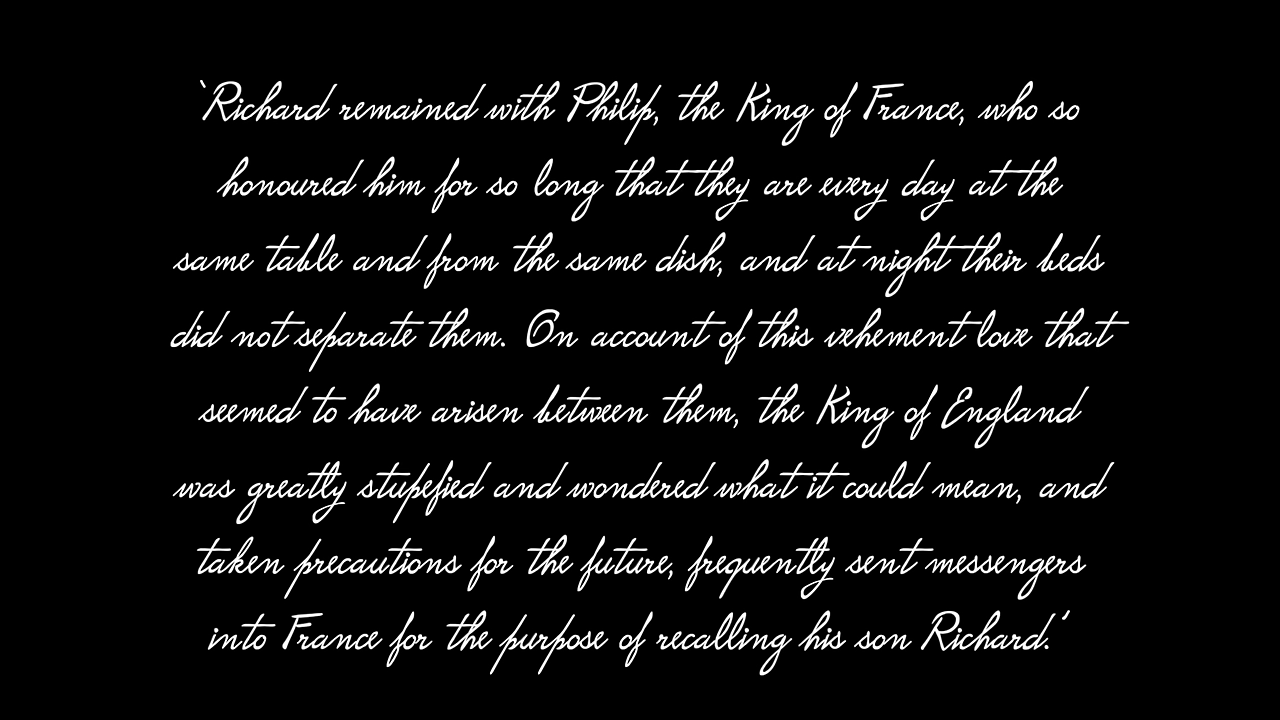 ‘Richard remained with Philip, the King of France, who so
honoured him for so long that they are every day at the
same table and from the same dish, and at night their beds
did not separate them. On account of this vehement love that
seemed to have arisen between them, the King of England
was greatly stupefied and wondered what it could mean, and
taken precautions for the future, frequently sent messengers
into France for the purpose of recalling his son Richard.’